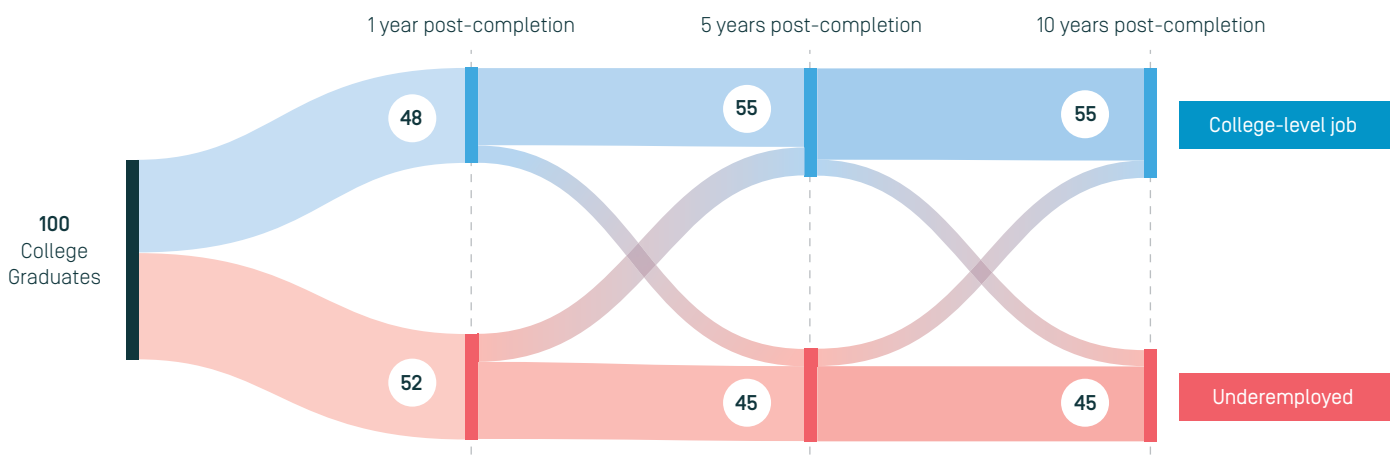 1 year post-completion
5 years post-completion
10 years post-completion
48
55
55
College-level job
100
College
Graduates
52
45
45
Underemployed